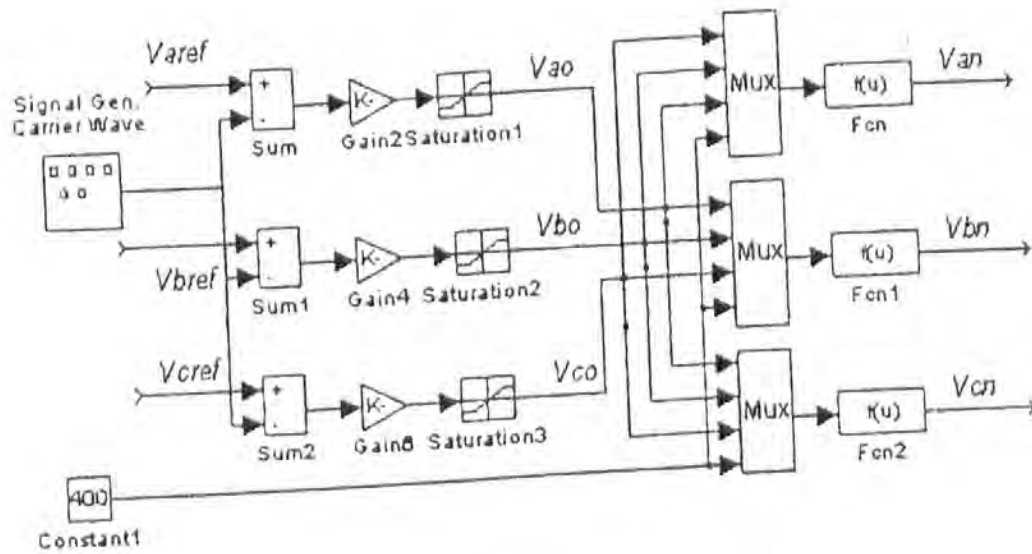 Varef
Signal Gen.
Carrier Wave
+
-
Sum
K-
Gain2
Saturation1
Vao
Mux
f(u)
Fcn
Van
Vbref
+
-
Sum1
K-
Gain4
Saturation2
Vbo
Mux
f(u)
Fcn1
Vbn
Vcref
+
-
Sum2
K-
Saturation3
Vco
Mux
f(u)
Fcn2
Vcn
400
Constant1